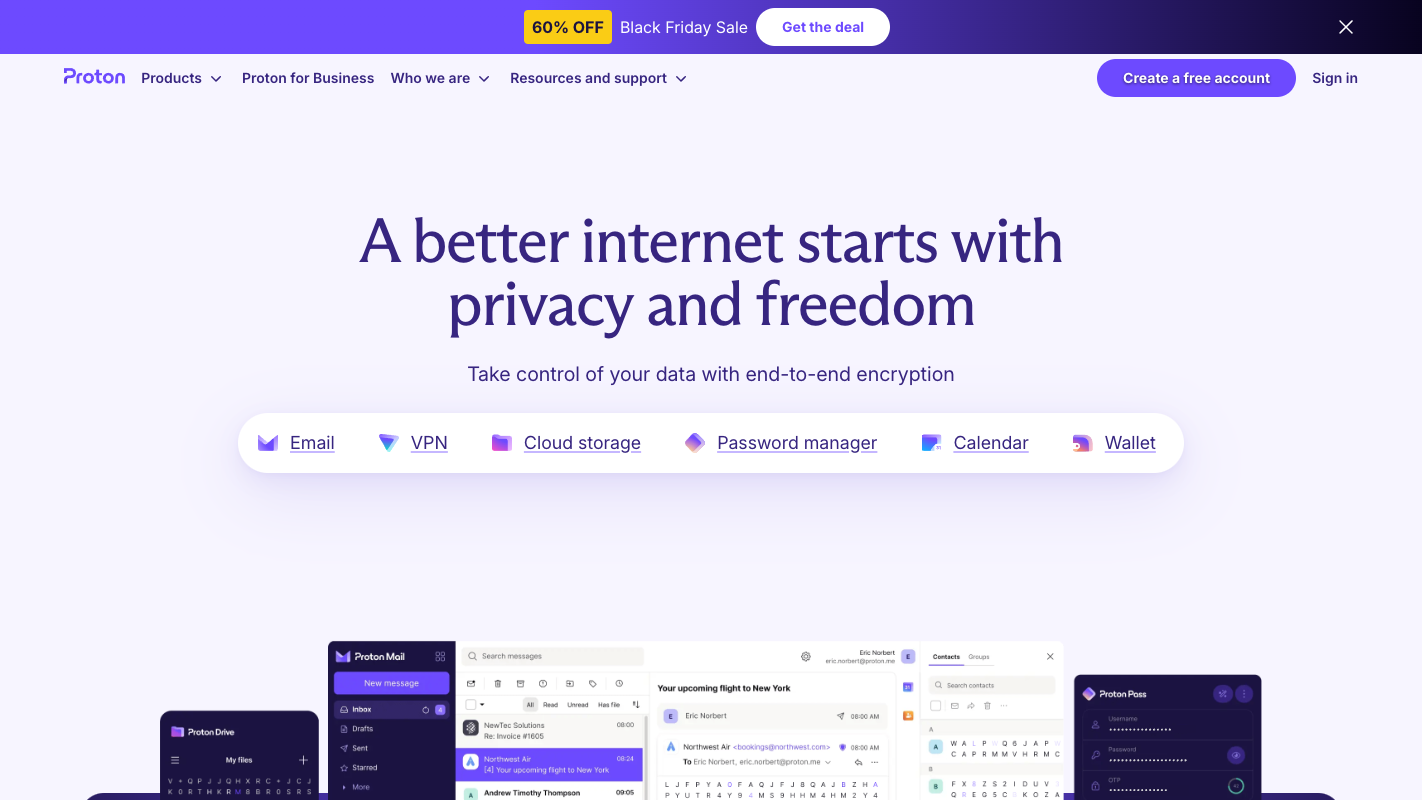 60% OFF Black Friday Sale Get the deal
Proton Products Proton for Business Who we are Resources and support Create a free account Sign in
A better internet starts with
privacy and freedom
Take control of your data with end-to-end encryption
Email VPN Cloud storage Password manager Calendar Wallet
Proton Drive
My files
Proton Mail
New message
Inbox 4
Drafts
Sent
Starred
More
Search messages
All Read Unread Has file
NewTec Solutions 08:00
Re: Invoice #1605
Northwest Air 08:24
[4] Your upcoming flight to New York
Andrew Timothy Thompson 09:05
Eric Norbert E
eric.norbert@proton.me
Your upcoming flight to New York
E Eric Norbert 08:00 AM
Northwest Air <bookings@northwest.com> 08:00 AM
To Eric Norbert, eric.norbert@proton.me
L J F P Y A O F A Q J F J 8 Q A J B Z H A
P Y U T R 4 Y 9 4 M S 9 H H M J H M Z Y 4
Contacts Groups
Search contacts
A
A
B
B
Proton Pass
Username
Password
OTP